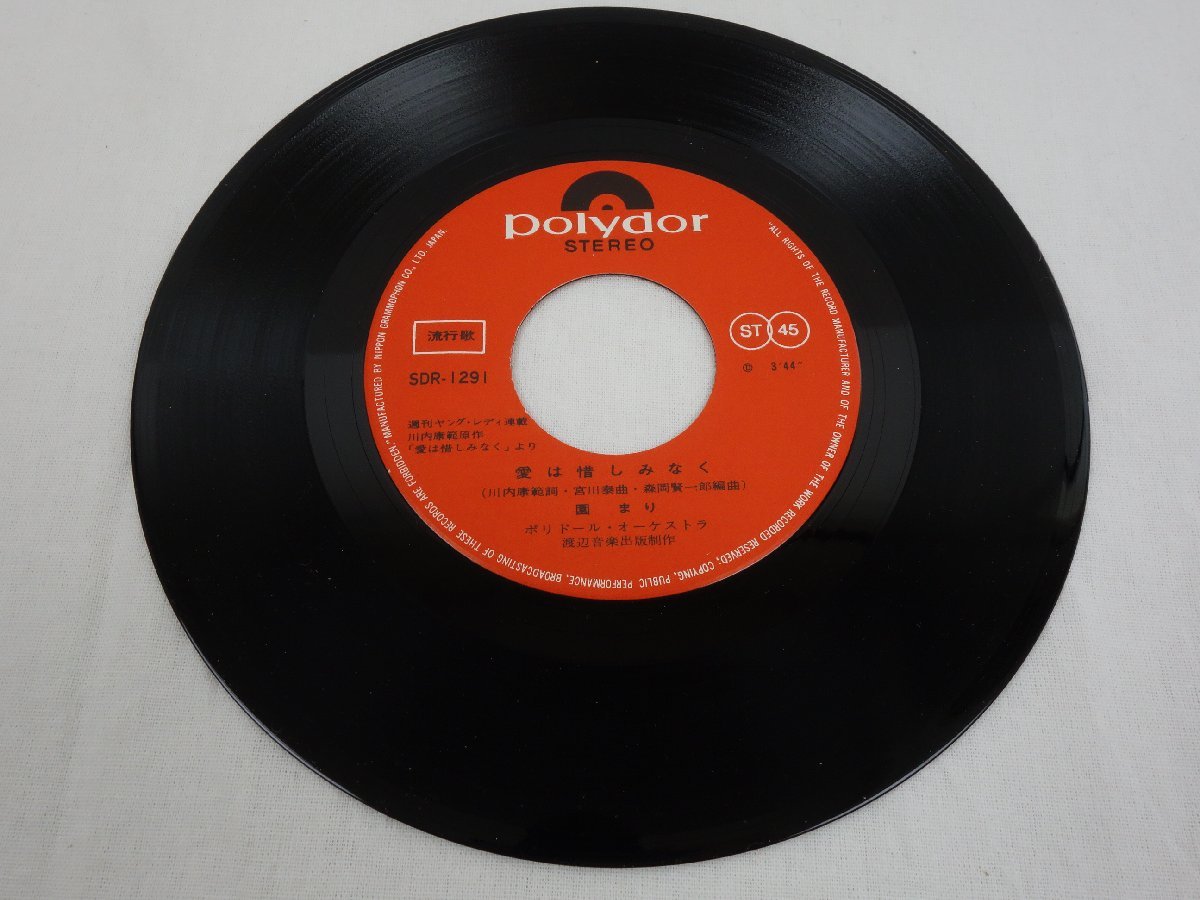 polydor
STEREO
流行歌
SDR-1291
ST 45
Ⓟ 3′44″
週刊ヤング・レディ連載
川内康範原作
「愛は惜しみなく」より
愛は惜しみなく
(川内康範詞・宮川泰曲・森岡賢一郎編曲)
園まり
ポリドール・オーケストラ
渡辺音楽出版制作
"ALL RIGHTS OF THE RECORD MANUFACTURER AND OF THE OWNER OF THE WORK RECORDED RESERVED; COPYING, PUBLIC PERFORMANCE, BROADCASTING OF THESE RECORDS ARE FORBIDDEN." MANUFACTURED BY NIPPON GRAMMOPHON CO., LTD. JAPAN.